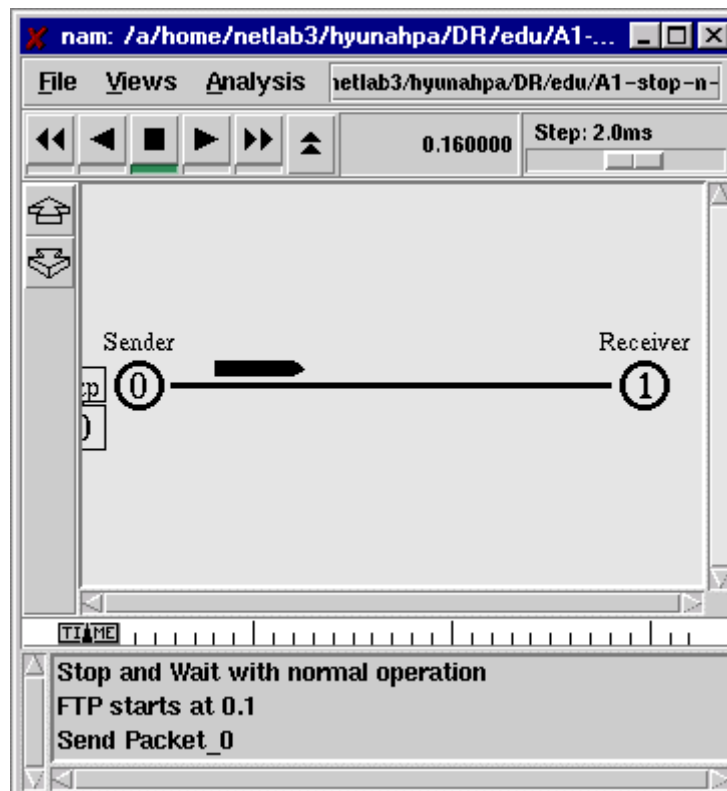 nam: /a/home/netlab3/hyunahpa/DR/edu/A1-...
File Views Analysis netlab3/hyunahpa/DR/edu/A1-stop-n-
0.160000 Step: 2.0ms
Sender Receiver
0 1
TIME
Stop and Wait with normal operation
FTP starts at 0.1
Send Packet_0